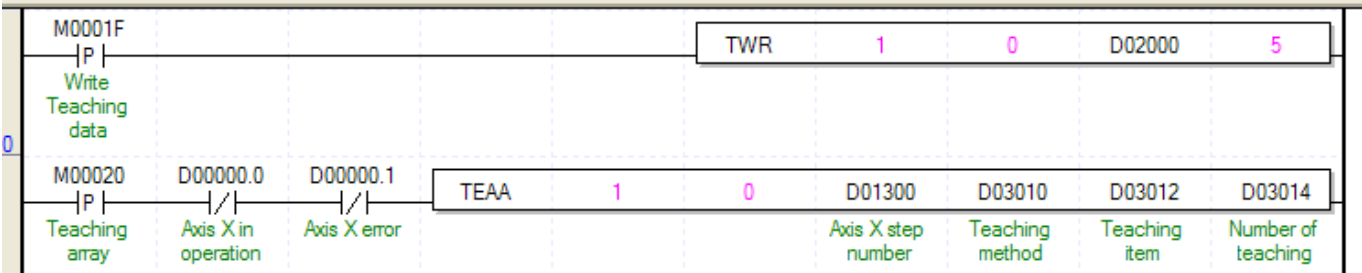 M0001F
P
TWR 1 0 D02000 5
Write
Teaching
data
0
M00020 D00000.0 D00000.1
P
TEAA 1 0 D01300 D03010 D03012 D03014
Teaching Axis X in Axis X error Axis X step Teaching Teaching Number of
array operation number method item teaching